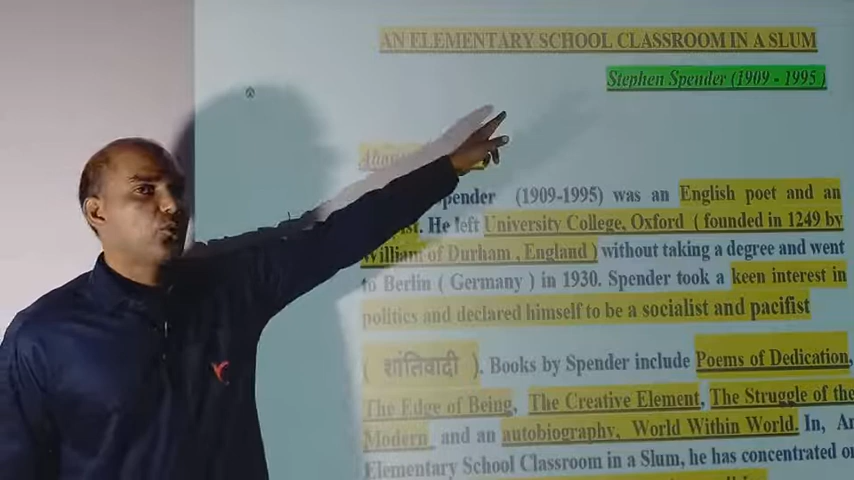 AN ELEMENTARY SCHOOL CLASSROOM IN A SLUM
Stephen Spender (1909 - 1995)
(1909-1995) was an English poet and a
He left University College, Oxford (founded in 1249 by
William of Durham, England) without taking a degree and went
to Berlin (Germany) in 1930. Spender took a keen interest in
politics and declared himself to be a socialist and pacifist
(शांतिवादी). Books by Spender include Poems of Dedication,
The Edge of Being, The Creative Element, The Struggle of the
Modern and an autobiography World Within World. In, An
Elementary School Classroom in a Slum, he has concentrated on